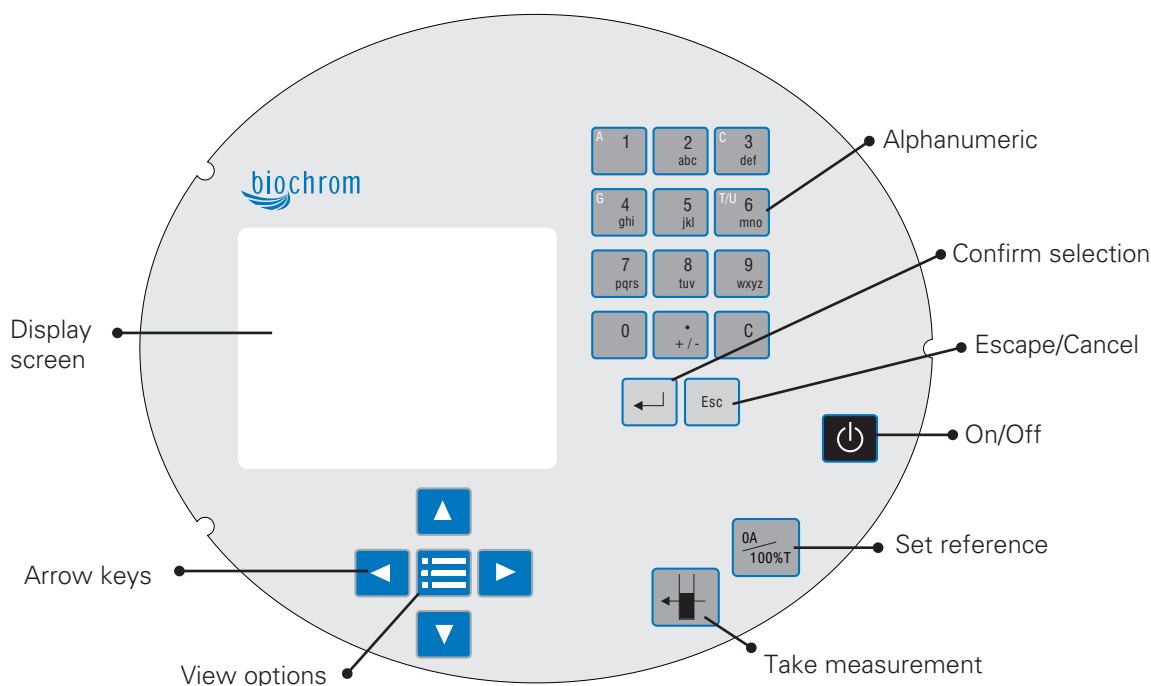 A 1
2
abc
C 3
def
Alphanumeric
biochrom
G 4
ghi
5
jkl
T/U 6
mno
7
pqrs
8
tuv
9
wxyz
Confirm selection
0
•
+ / -
C
Display
screen
Esc
Escape/Cancel
On/Off
0A
100%T
Set reference
Arrow keys
Take measurement
View options